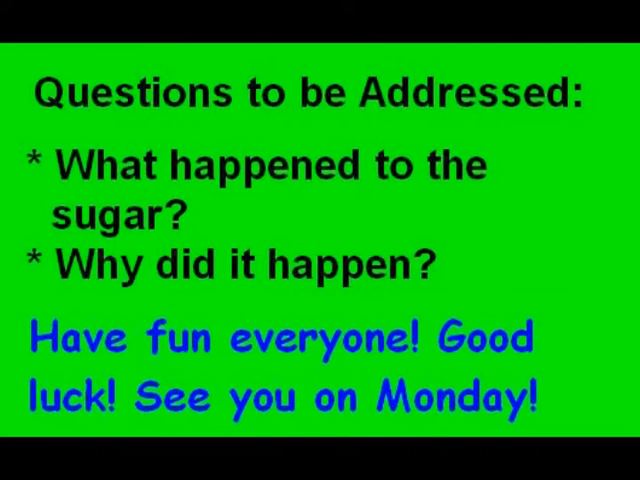 Questions to be Addressed:
* What happened to the
sugar?
* Why did it happen?
Have fun everyone! Good
luck! See you on Monday!